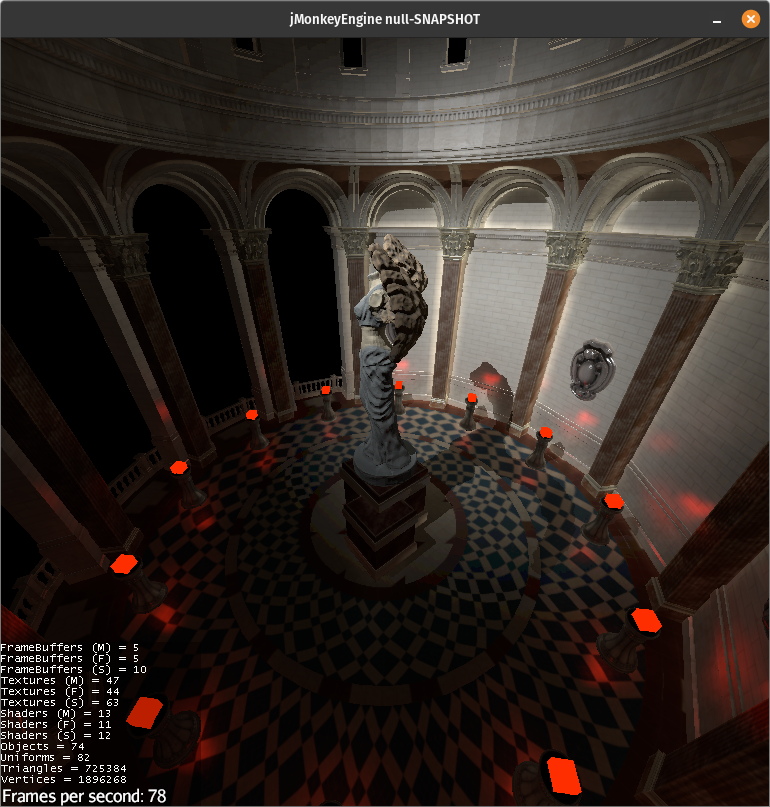 jMonkeyEngine null-SNAPSHOT
FrameBuffers (M) = 5
FrameBuffers (F) = 5
FrameBuffers (S) = 10
Textures (M) = 47
Textures (F) = 44
Textures (S) = 63
Shaders (M) = 13
Shaders (F) = 11
Shaders (S) = 12
Objects = 74
Uniforms = 82
Triangles = 725384
Vertices = 1896268
Frames per second: 78